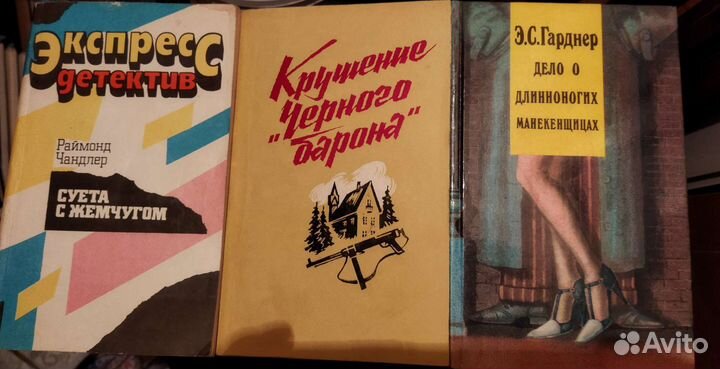 Экспресс
детектив
Раймонд
Чандлер
СУЕТА
С ЖЕМЧУГОМ
Крушение
"Черного
барона"
Э.С.Гарднер
ДЕЛО О
ДЛИННОНОГИХ
МАНЕКЕНЩИЦАХ
Avito